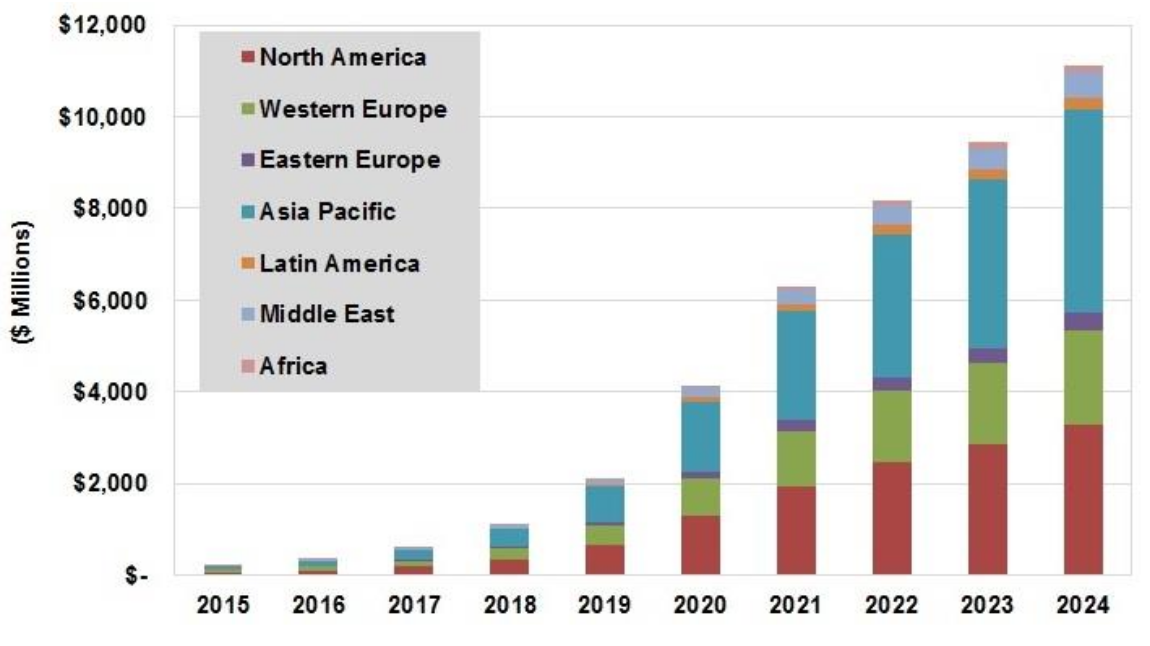 $12,000
$10,000
$8,000
$6,000
$4,000
$2,000
$-
($ Millions)
North America
Western Europe
Eastern Europe
Asia Pacific
Latin America
Middle East
Africa
2015 2016 2017 2018 2019 2020 2021 2022 2023 2024